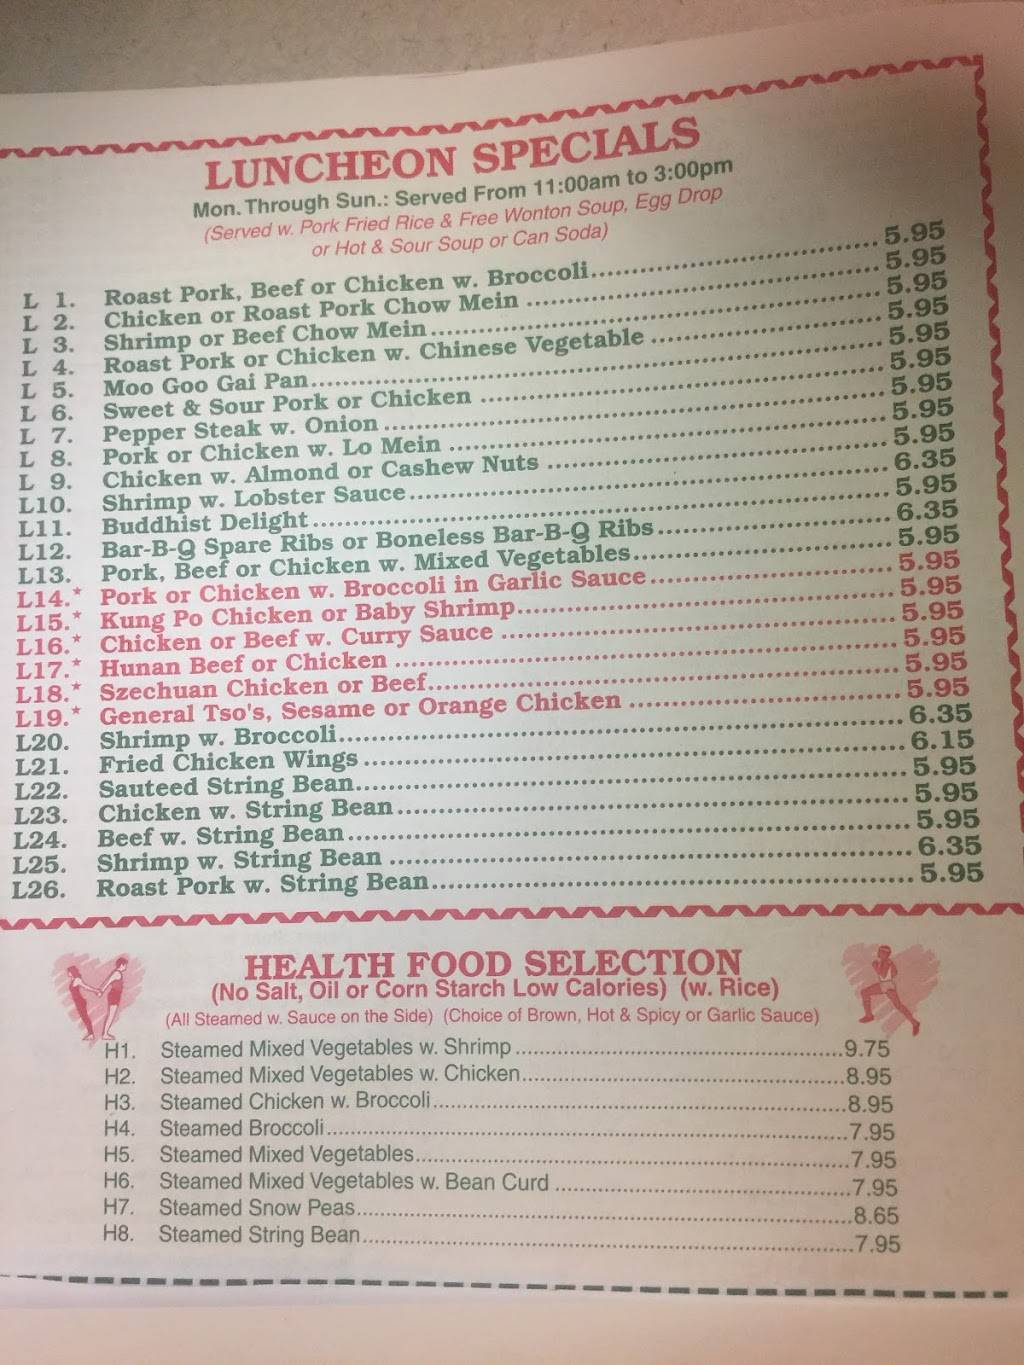 LUNCHEON SPECIALS
Mon. Through Sun.: Served From 11:00am to 3:00pm
(Served w. Pork Fried Rice & Free Wonton Soup, Egg Drop
or Hot & Sour Soup or Can Soda)
L 1. Roast Pork, Beef or Chicken w. Broccoli 5.95
L 2. Chicken or Roast Pork Chow Mein 5.95
L 3. Shrimp or Beef Chow Mein 5.95
L 4. Roast Pork or Chicken w. Chinese Vegetable 5.95
L 5. Moo Goo Gai Pan 5.95
L 6. Sweet & Sour Pork or Chicken 5.95
L 7. Pepper Steak w. Onion 5.95
L 8. Pork or Chicken w. Lo Mein 5.95
L 9. Chicken w. Almond or Cashew Nuts 5.95
L10. Shrimp w. Lobster Sauce 6.35
L11. Buddhist Delight 5.95
L12. Bar-B-Q Spare Ribs or Boneless Bar-B-Q Ribs 6.35
L13. Pork, Beef or Chicken w. Mixed Vegetables 5.95
L14.* Pork or Chicken w. Broccoli in Garlic Sauce 5.95
L15.* Kung Po Chicken or Baby Shrimp 5.95
L16.* Chicken or Beef w. Curry Sauce 5.95
L17.* Hunan Beef or Chicken 5.95
L18.* Szechuan Chicken or Beef 5.95
L19.* General Tso's, Sesame or Orange Chicken 5.95
L20. Shrimp w. Broccoli 6.35
L21. Fried Chicken Wings 6.15
L22. Sauteed String Bean 5.95
L23. Chicken w. String Bean 5.95
L24. Beef w. String Bean 5.95
L25. Shrimp w. String Bean 6.35
L26. Roast Pork w. String Bean 5.95
HEALTH FOOD SELECTION
(No Salt, Oil or Corn Starch Low Calories) (w. Rice)
(All Steamed w. Sauce on the Side) (Choice of Brown, Hot & Spicy or Garlic Sauce)
H1. Steamed Mixed Vegetables w. Shrimp 9.75
H2. Steamed Mixed Vegetables w. Chicken 8.95
H3. Steamed Chicken w. Broccoli 8.95
H4. Steamed Broccoli 7.95
H5. Steamed Mixed Vegetables 7.95
H6. Steamed Mixed Vegetables w. Bean Curd 7.95
H7. Steamed Snow Peas 8.65
H8. Steamed String Bean 7.95